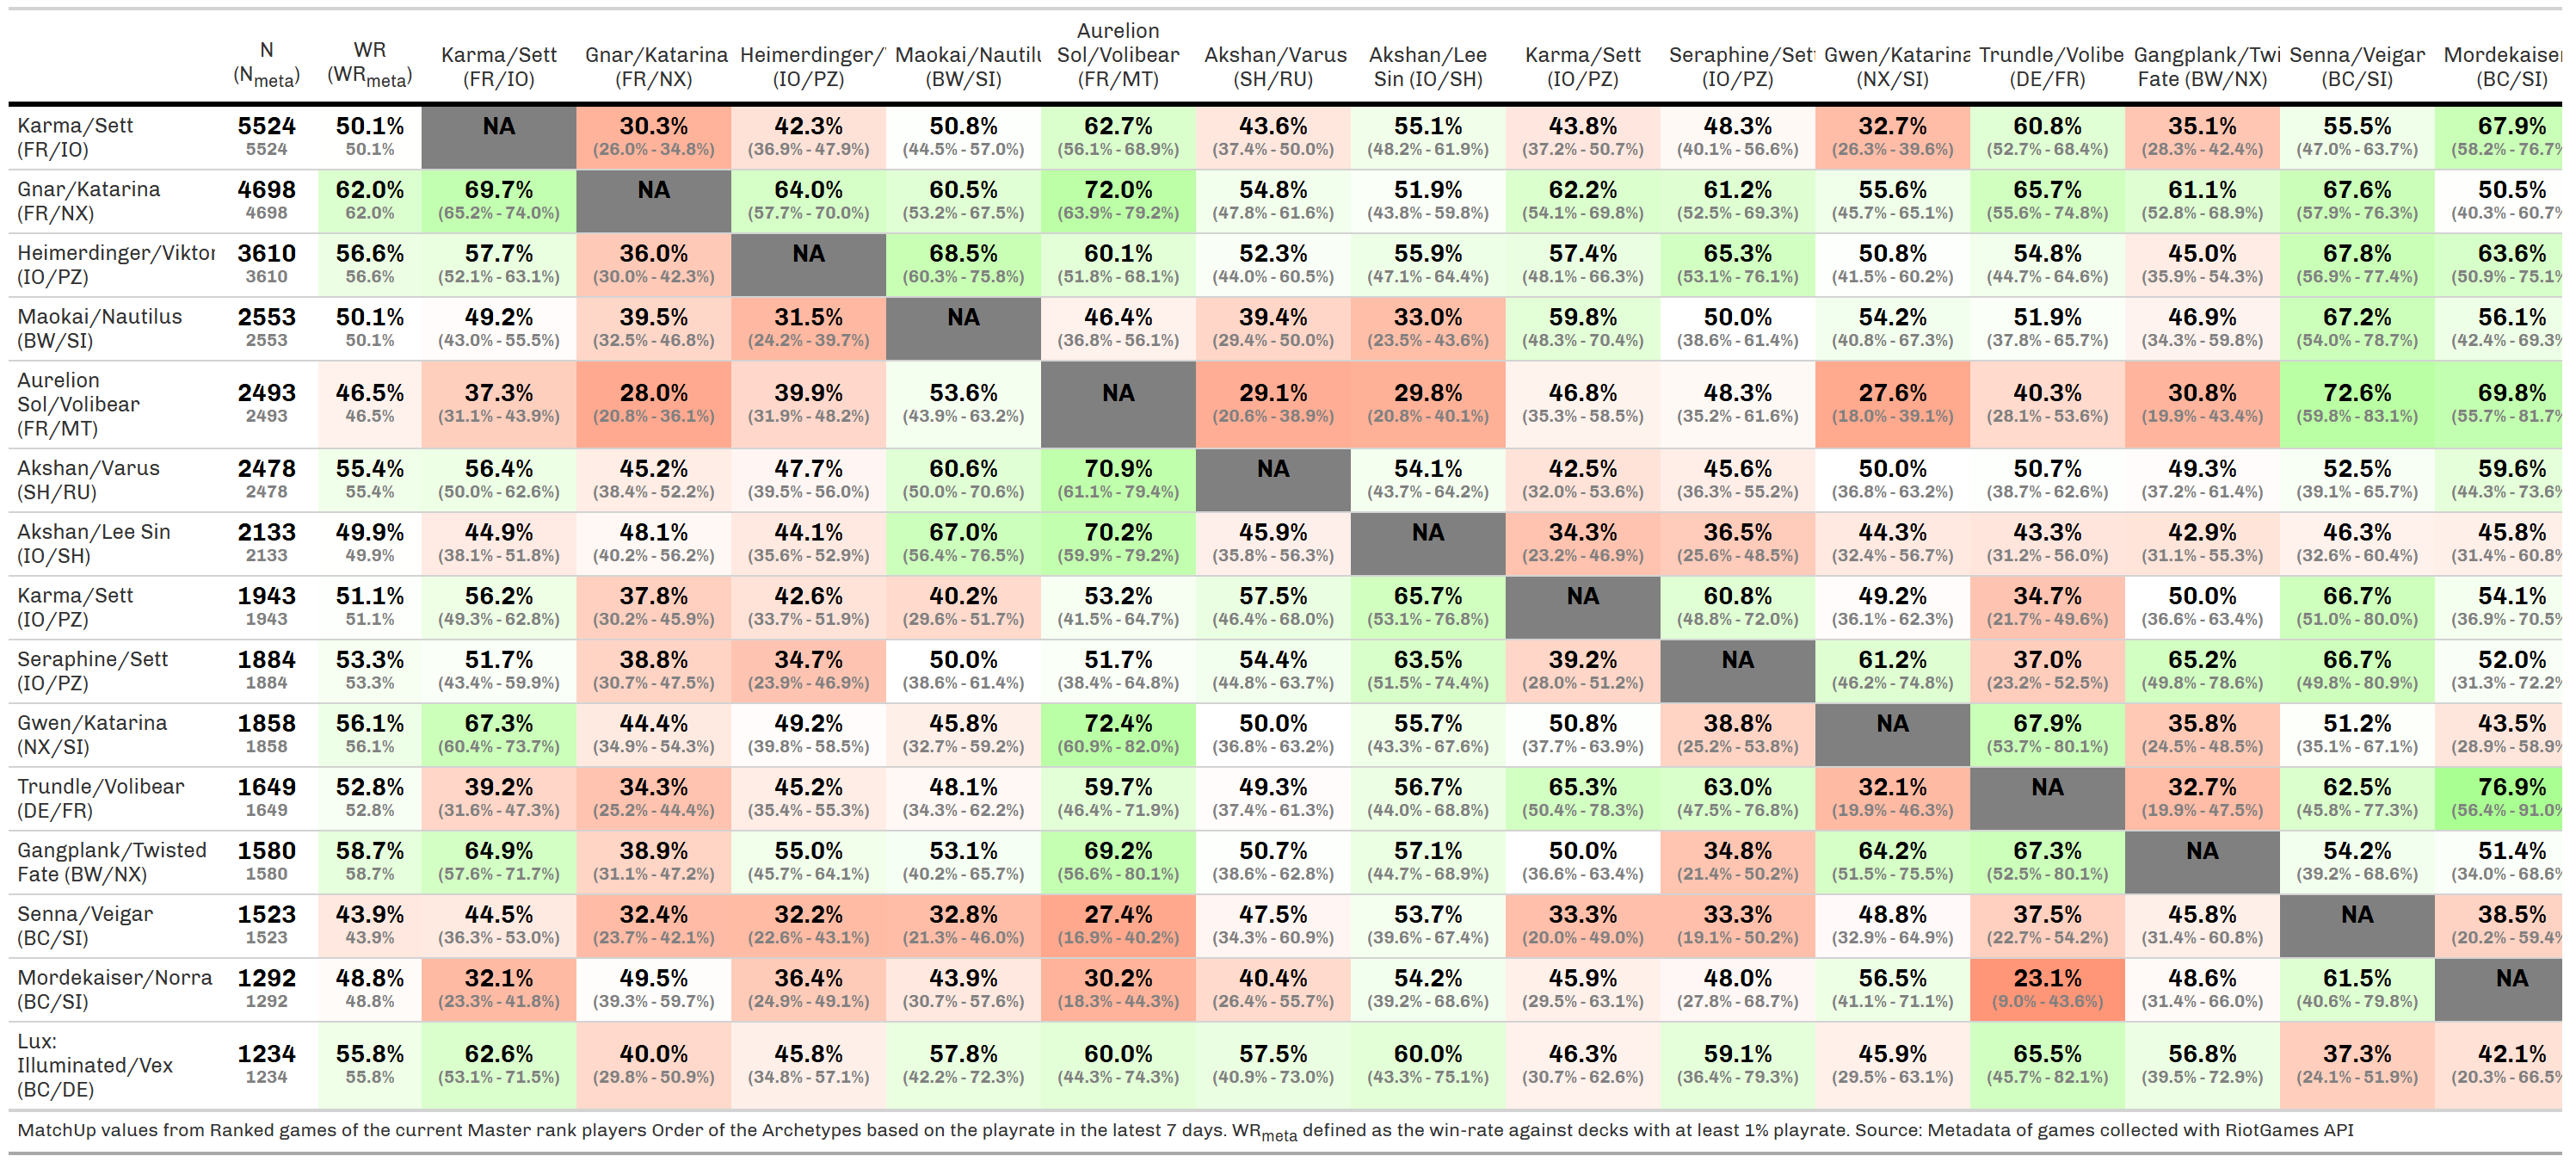 N (Nmeta) WR (WRmeta) Karma/Sett (FR/IO) Gnar/Katarina (FR/NX) Heimerdinger/ (IO/PZ) Maokai/Nautilu (BW/SI) Aurelion Sol/Volibear (FR/MT) Akshan/Varus (SH/RU) Akshan/Lee Sin (IO/SH) Karma/Sett (IO/PZ) Seraphine/Sett (IO/PZ) Gwen/Katarina (NX/SI) Trundle/Volibe (DE/FR) Gangplank/Twi Fate (BW/NX) Senna/Veigar (BC/SI) Mordekaiser (BC/SI)
Karma/Sett 5524 50.1% NA 30.3% 42.3% 50.8% 62.7% 43.6% 55.1% 43.8% 48.3% 32.7% 60.8% 35.1% 55.5% 67.9%
(FR/IO) 5524 50.1% (26.0% - 34.8%) (36.9% - 47.9%) (44.5% - 57.0%) (56.1% - 68.9%) (37.4% - 50.0%) (48.2% - 61.9%) (37.2% - 50.7%) (40.1% - 56.6%) (26.3% - 39.6%) (52.7% - 68.4%) (28.3% - 42.4%) (47.0% - 63.7%) (58.2% - 76.7%
Gnar/Katarina 4698 62.0% 69.7% NA 64.0% 60.5% 72.0% 54.8% 51.9% 62.2% 61.2% 55.6% 65.7% 61.1% 67.6% 50.5%
(FR/NX) 4698 62.0% (65.2% - 74.0%) (57.7% - 70.0%) (53.2% - 67.5%) (63.9% - 79.2%) (47.8% - 61.6%) (43.8% - 59.8%) (54.1% - 69.8%) (52.5% - 69.3%) (45.7% - 65.1%) (55.6% - 74.8%) (52.8% - 68.9%) (57.9% - 76.3%) (40.3% - 60.7%
Heimerdinger/Viktor 3610 56.6% 57.7% 36.0% NA 68.5% 60.1% 52.3% 55.9% 57.4% 65.3% 50.8% 54.8% 45.0% 67.8% 63.6%
(IO/PZ) 3610 56.6% (52.1% - 63.1%) (30.0% - 42.3%) (60.3% - 75.8%) (51.8% - 68.1%) (44.0% - 60.5%) (47.1% - 64.4%) (48.1% - 66.3%) (53.1% - 76.1%) (41.5% - 60.2%) (44.7% - 64.6%) (35.9% - 54.3%) (56.9% - 77.4%) (50.9% - 75.1%
Maokai/Nautilus 2553 50.1% 49.2% 39.5% 31.5% NA 46.4% 39.4% 33.0% 59.8% 50.0% 54.2% 51.9% 46.9% 67.2% 56.1%
(BW/SI) 2553 50.1% (43.0% - 55.5%) (32.5% - 46.8%) (24.2% - 39.7%) (36.8% - 56.1%) (29.4% - 50.0%) (23.5% - 43.6%) (48.3% - 70.4%) (38.6% - 61.4%) (40.8% - 67.3%) (37.8% - 65.7%) (34.3% - 59.8%) (54.0% - 78.7%) (42.4% - 69.3%
Aurelion
Sol/Volibear 2493 46.5% 37.3% 28.0% 39.9% 53.6% NA 29.1% 29.8% 46.8% 48.3% 27.6% 40.3% 30.8% 72.6% 69.8%
(FR/MT) 2493 46.5% (31.1% - 43.9%) (20.8% - 36.1%) (31.9% - 48.2%) (43.9% - 63.2%) (20.6% - 38.9%) (20.8% - 40.1%) (35.3% - 58.5%) (35.2% - 61.6%) (18.0% - 39.1%) (28.1% - 53.6%) (19.9% - 43.4%) (59.8% - 83.1%) (55.7% - 81.7%
Akshan/Varus 2478 55.4% 56.4% 45.2% 47.7% 60.6% 70.9% NA 54.1% 42.5% 45.6% 50.0% 50.7% 49.3% 52.5% 59.6%
(SH/RU) 2478 55.4% (50.0% - 62.6%) (38.4% - 52.2%) (39.5% - 56.0%) (50.0% - 70.6%) (61.1% - 79.4%) (43.7% - 64.2%) (32.0% - 53.6%) (36.3% - 55.2%) (36.8% - 63.2%) (38.7% - 62.6%) (37.2% - 61.4%) (39.1% - 65.7%) (44.3% - 73.6%
Akshan/Lee Sin 2133 49.9% 44.9% 48.1% 44.1% 67.0% 70.2% 45.9% NA 34.3% 36.5% 44.3% 43.3% 42.9% 46.3% 45.8%
(IO/SH) 2133 49.9% (38.1% - 51.8%) (40.2% - 56.2%) (35.6% - 52.9%) (56.4% - 76.5%) (59.9% - 79.2%) (35.8% - 56.3%) (23.2% - 46.9%) (25.6% - 48.5%) (32.4% - 56.7%) (31.2% - 56.0%) (31.1% - 55.3%) (32.6% - 60.4%) (31.4% - 60.8%
Karma/Sett 1943 51.1% 56.2% 37.8% 42.6% 40.2% 53.2% 57.5% 65.7% NA 60.8% 49.2% 34.7% 50.0% 66.7% 54.1%
(IO/PZ) 1943 51.1% (49.3% - 62.8%) (30.2% - 45.9%) (33.7% - 51.9%) (29.6% - 51.7%) (41.5% - 64.7%) (46.4% - 68.0%) (53.1% - 76.8%) (48.8% - 72.0%) (36.1% - 62.3%) (21.7% - 49.6%) (36.6% - 63.4%) (51.0% - 80.0%) (36.9% - 70.5%
Seraphine/Sett 1884 53.3% 51.7% 38.8% 34.7% 50.0% 51.7% 54.4% 63.5% 39.2% NA 61.2% 37.0% 65.2% 66.7% 52.0%
(IO/PZ) 1884 53.3% (43.4% - 59.9%) (30.7% - 47.5%) (23.9% - 46.9%) (38.6% - 61.4%) (38.4% - 64.8%) (44.8% - 63.7%) (51.5% - 74.4%) (28.0% - 51.2%) (46.2% - 74.8%) (23.2% - 52.5%) (49.8% - 78.6%) (49.8% - 80.9%) (31.3% - 72.2%
Gwen/Katarina 1858 56.1% 67.3% 44.4% 49.2% 45.8% 72.4% 50.0% 55.7% 50.8% 38.8% NA 67.9% 35.8% 51.2% 43.5%
(NX/SI) 1858 56.1% (60.4% - 73.7%) (34.9% - 54.3%) (39.8% - 58.5%) (32.7% - 59.2%) (60.9% - 82.0%) (36.8% - 63.2%) (43.3% - 67.6%) (37.7% - 63.9%) (25.2% - 53.8%) (53.7% - 80.1%) (24.5% - 48.5%) (35.1% - 67.1%) (28.9% - 58.9%
Trundle/Volibear 1649 52.8% 39.2% 34.3% 45.2% 48.1% 59.7% 49.3% 56.7% 65.3% 63.0% 32.1% NA 32.7% 62.5% 76.9%
(DE/FR) 1649 52.8% (31.6% - 47.3%) (25.2% - 44.4%) (35.4% - 55.3%) (34.3% - 62.2%) (46.4% - 71.9%) (37.4% - 61.3%) (44.0% - 68.8%) (50.4% - 78.3%) (47.5% - 76.8%) (19.9% - 46.3%) (19.9% - 47.5%) (45.8% - 77.3%) (56.4% - 91.0%
Gangplank/Twisted 1580 58.7% 64.9% 38.9% 55.0% 53.1% 69.2% 50.7% 57.1% 50.0% 34.8% 64.2% 67.3% NA 54.2% 51.4%
Fate (BW/NX) 1580 58.7% (57.6% - 71.7%) (31.1% - 47.2%) (45.7% - 64.1%) (40.2% - 65.7%) (56.6% - 80.1%) (38.6% - 62.8%) (44.7% - 68.9%) (36.6% - 63.4%) (21.4% - 50.2%) (51.5% - 75.5%) (52.5% - 80.1%) (39.2% - 68.6%) (34.0% - 68.6%
Senna/Veigar 1523 43.9% 44.5% 32.4% 32.2% 32.8% 27.4% 47.5% 53.7% 33.3% 33.3% 48.8% 37.5% 45.8% NA 38.5%
(BC/SI) 1523 43.9% (36.3% - 53.0%) (23.7% - 42.1%) (22.6% - 43.1%) (21.3% - 46.0%) (16.9% - 40.2%) (34.3% - 60.9%) (39.6% - 67.4%) (20.0% - 49.0%) (19.1% - 50.2%) (32.9% - 64.9%) (22.7% - 54.2%) (31.4% - 60.8%) (20.2% - 59.4%
Mordekaiser/Norra 1292 48.8% 32.1% 49.5% 36.4% 43.9% 30.2% 40.4% 54.2% 45.9% 48.0% 56.5% 23.1% 48.6% 61.5% NA
(BC/SI) 1292 48.8% (23.3% - 41.8%) (39.3% - 59.7%) (24.9% - 49.1%) (30.7% - 57.6%) (18.3% - 44.3%) (26.4% - 55.7%) (39.2% - 68.6%) (29.5% - 63.1%) (27.8% - 68.7%) (41.1% - 71.1%) (9.0% - 43.6%) (31.4% - 66.0%) (40.6% - 79.8%)
Lux:
Illuminated/Vex 1234 55.8% 62.6% 40.0% 45.8% 57.8% 60.0% 57.5% 60.0% 46.3% 59.1% 45.9% 65.5% 56.8% 37.3% 42.1%
(BC/DE) 1234 55.8% (53.1% - 71.5%) (29.8% - 50.9%) (34.8% - 57.1%) (42.2% - 72.3%) (44.3% - 74.3%) (40.9% - 73.0%) (43.3% - 75.1%) (30.7% - 62.6%) (36.4% - 79.3%) (29.5% - 63.1%) (45.7% - 82.1%) (39.5% - 72.9%) (24.1% - 51.9%) (20.3% - 66.5%
MatchUp values from Ranked games of the current Master rank players Order of the Archetypes based on the playrate in the latest 7 days. WRmeta defined as the win-rate against decks with at least 1% playrate. Source: Metadata of games collected with RiotGames API